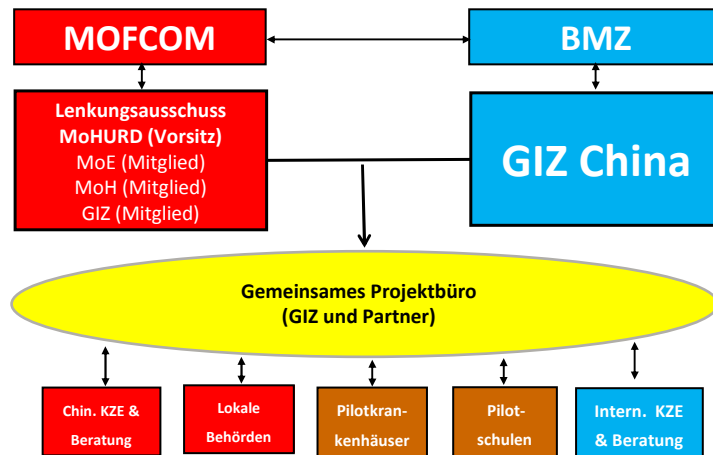 MOFCOM
BMZ
Lenkungsausschuss
MoHURD (Vorsitz)
MoE (Mitglied)
MoH (Mitglied)
GIZ (Mitglied)
GIZ China
Gemeinsames Projektbüro
(GIZ und Partner)
Chin. KZE &
Beratung
Lokale
Behörden
Pilotkran-
kenhäuser
Pilot-
schulen
Intern. KZE
& Beratung